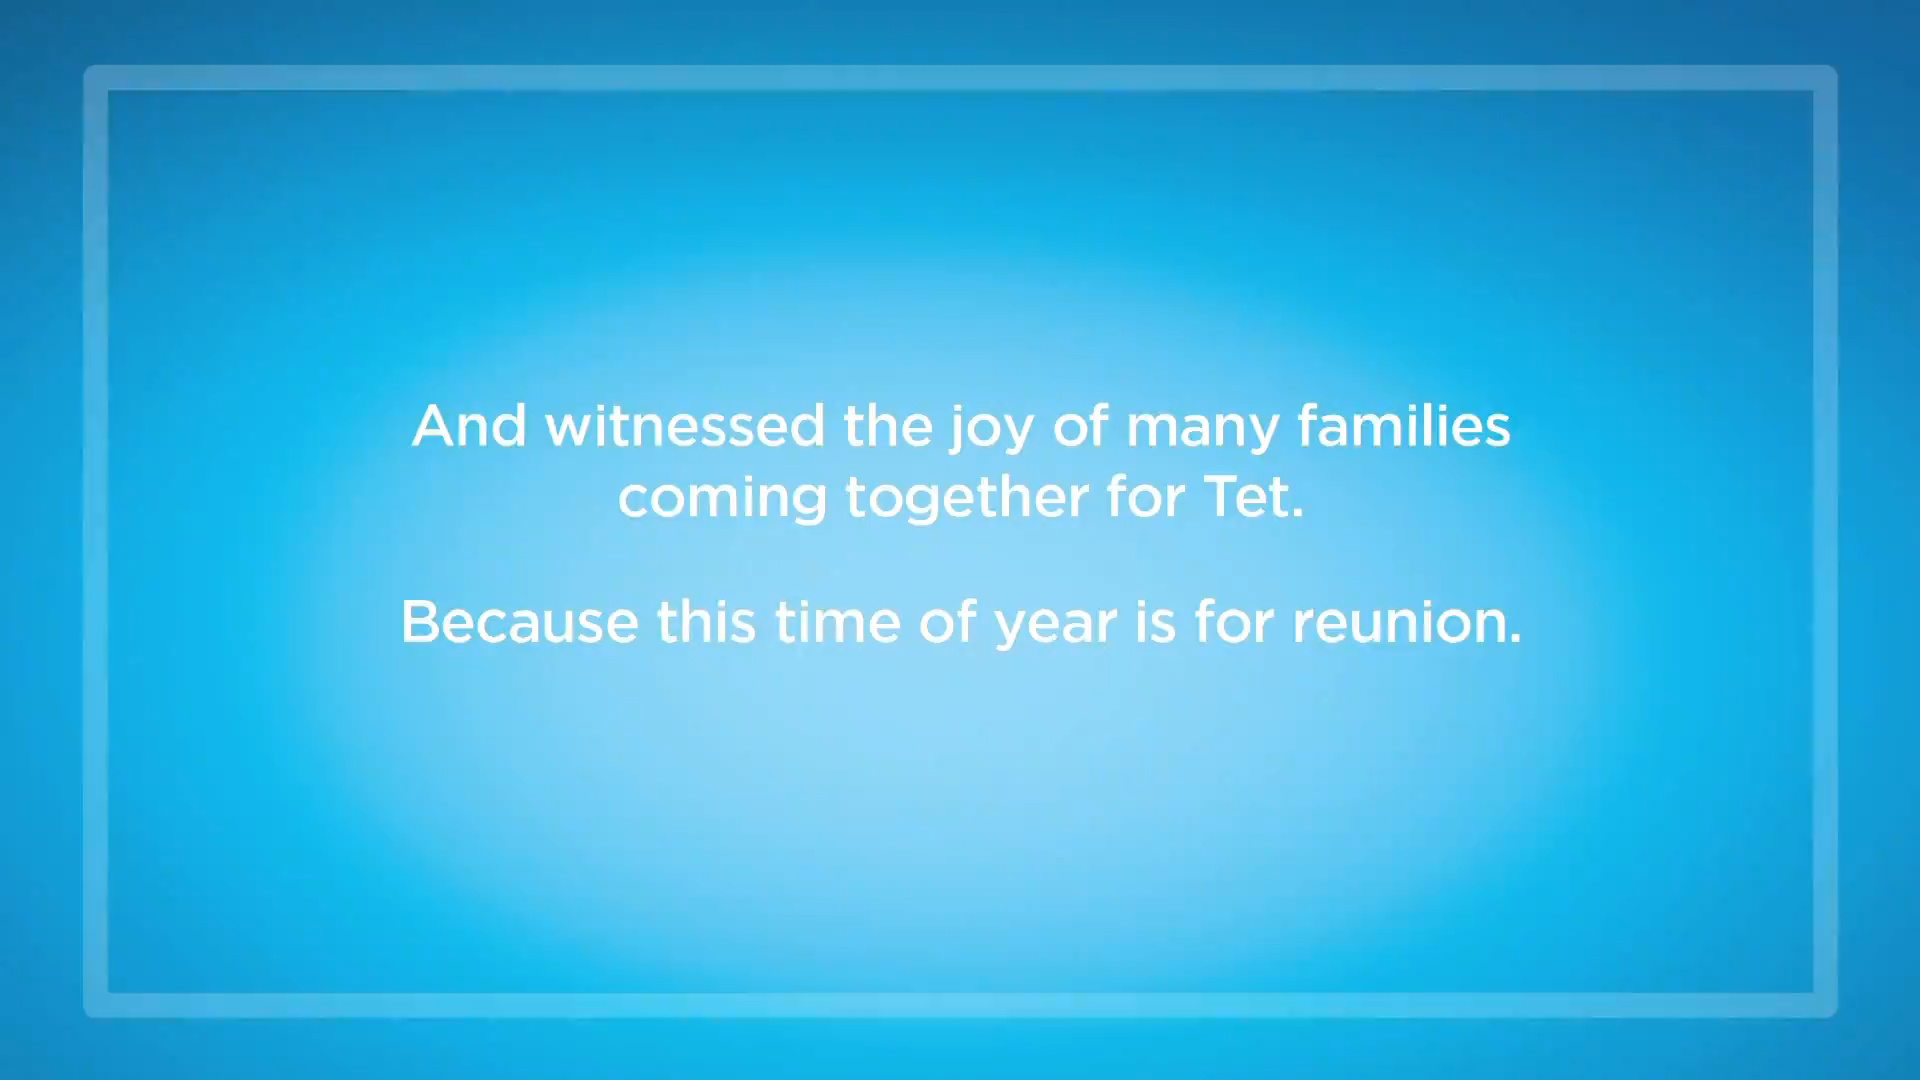 And witnessed the joy of many families
coming together for Tet.
Because this time of year is for reunion.